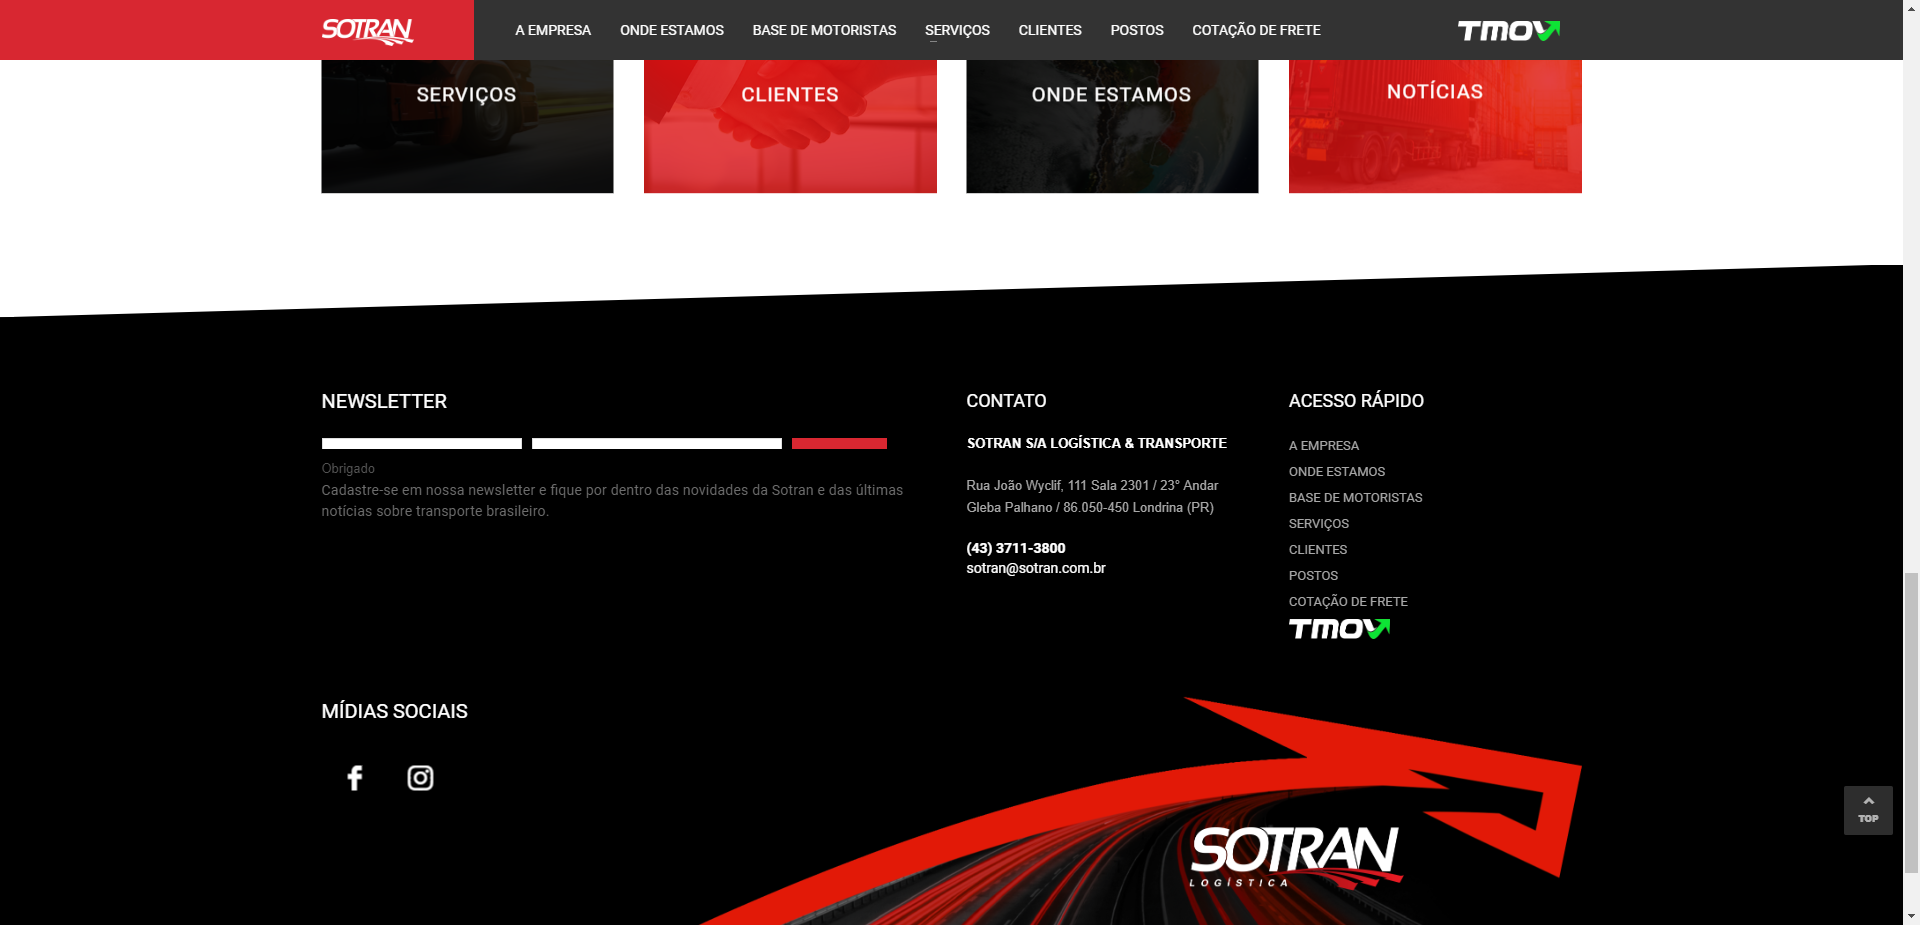 SOTRAN
A EMPRESA
ONDE ESTAMOS
BASE DE MOTORISTAS
SERVIÇOS
CLIENTES
POSTOS
COTAÇÃO DE FRETE
TMOV
SERVIÇOS
CLIENTES
ONDE ESTAMOS
NOTÍCIAS
NEWSLETTER
Obrigado
Cadastre-se em nossa newsletter e fique por dentro das novidades da Sotran e das últimas
notícias sobre transporte brasileiro.
CONTATO
SOTRAN S/A LOGÍSTICA & TRANSPORTE
Rua João Wyclif, 111 Sala 2301 / 23° Andar
Gleba Palhano / 86.050-450 Londrina (PR)
(43) 3711-3800
sotran@sotran.com.br
ACESSO RÁPIDO
A EMPRESA
ONDE ESTAMOS
BASE DE MOTORISTAS
SERVIÇOS
CLIENTES
POSTOS
COTAÇÃO DE FRETE
TMOV
MÍDIAS SOCIAIS
SOTRAN
LOGÍSTICA
TOP